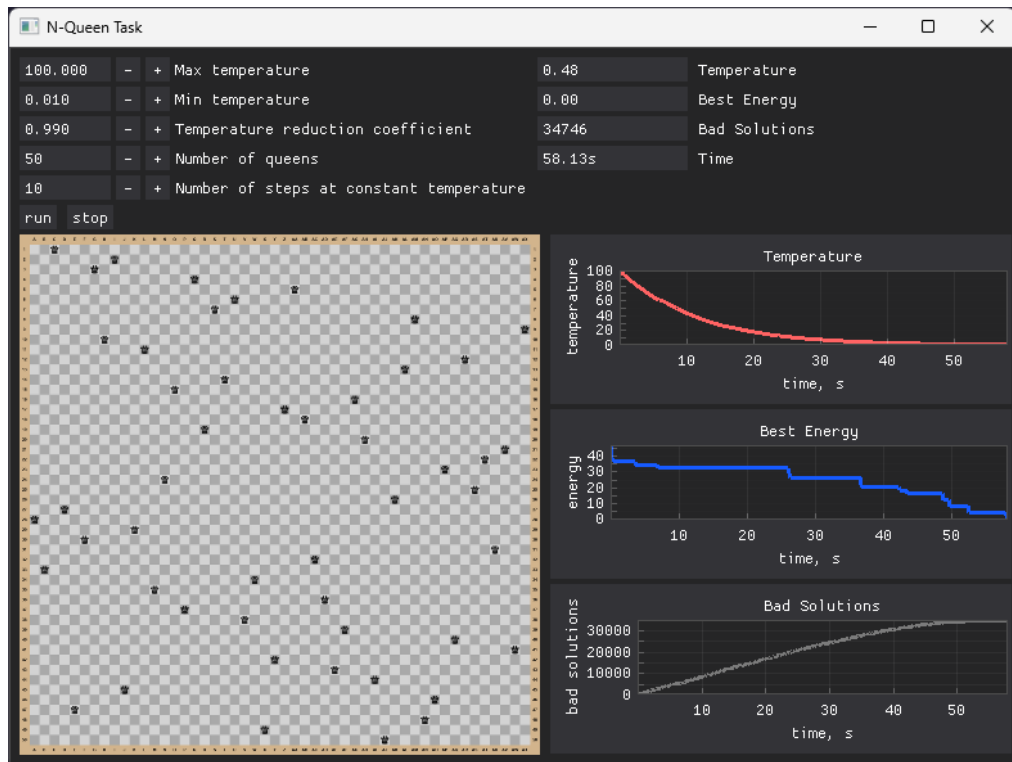 N-Queen Task
100.000 - + Max temperature 0.48 Temperature
0.010 - + Min temperature 0.00 Best Energy
0.990 - + Temperature reduction coefficient 34746 Bad Solutions
50 - + Number of queens 58.13s Time
10 - + Number of steps at constant temperature
run stop
Temperature
temperature
100
80
60
40
20
0
10 20 30 40 50
time, s
Best Energy
energy
40
30
20
10
0
10 20 30 40 50
time, s
Bad Solutions
bad solutions
30000
20000
10000
0
10 20 30 40 50
time, s